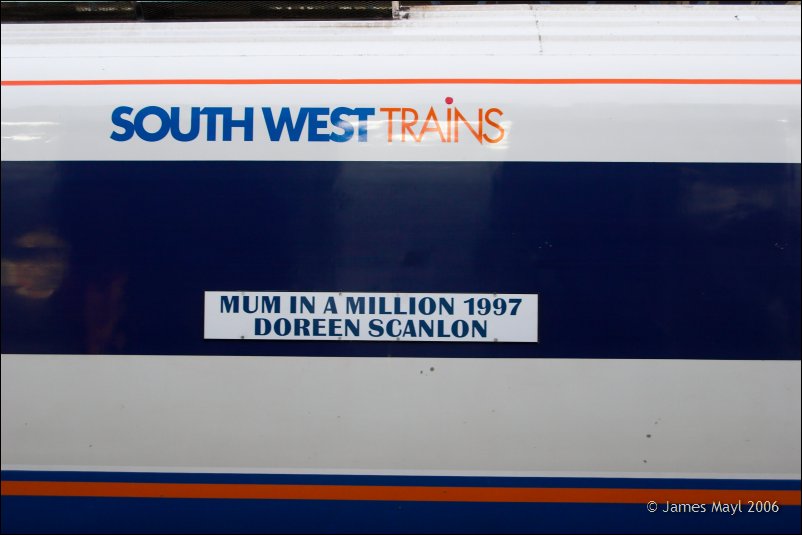 SOUTH WEST TRAINS
MUM IN A MILLION 1997
DOREEN SCANLON
© James Mayl 2006